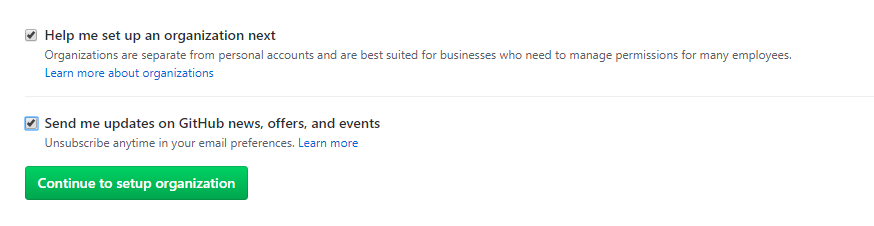 Help me set up an organization next
Organizations are separate from personal accounts and are best suited for businesses who need to manage permissions for many employees.
Learn more about organizations
Send me updates on GitHub news, offers, and events
Unsubscribe anytime in your email preferences. Learn more
Continue to setup organization